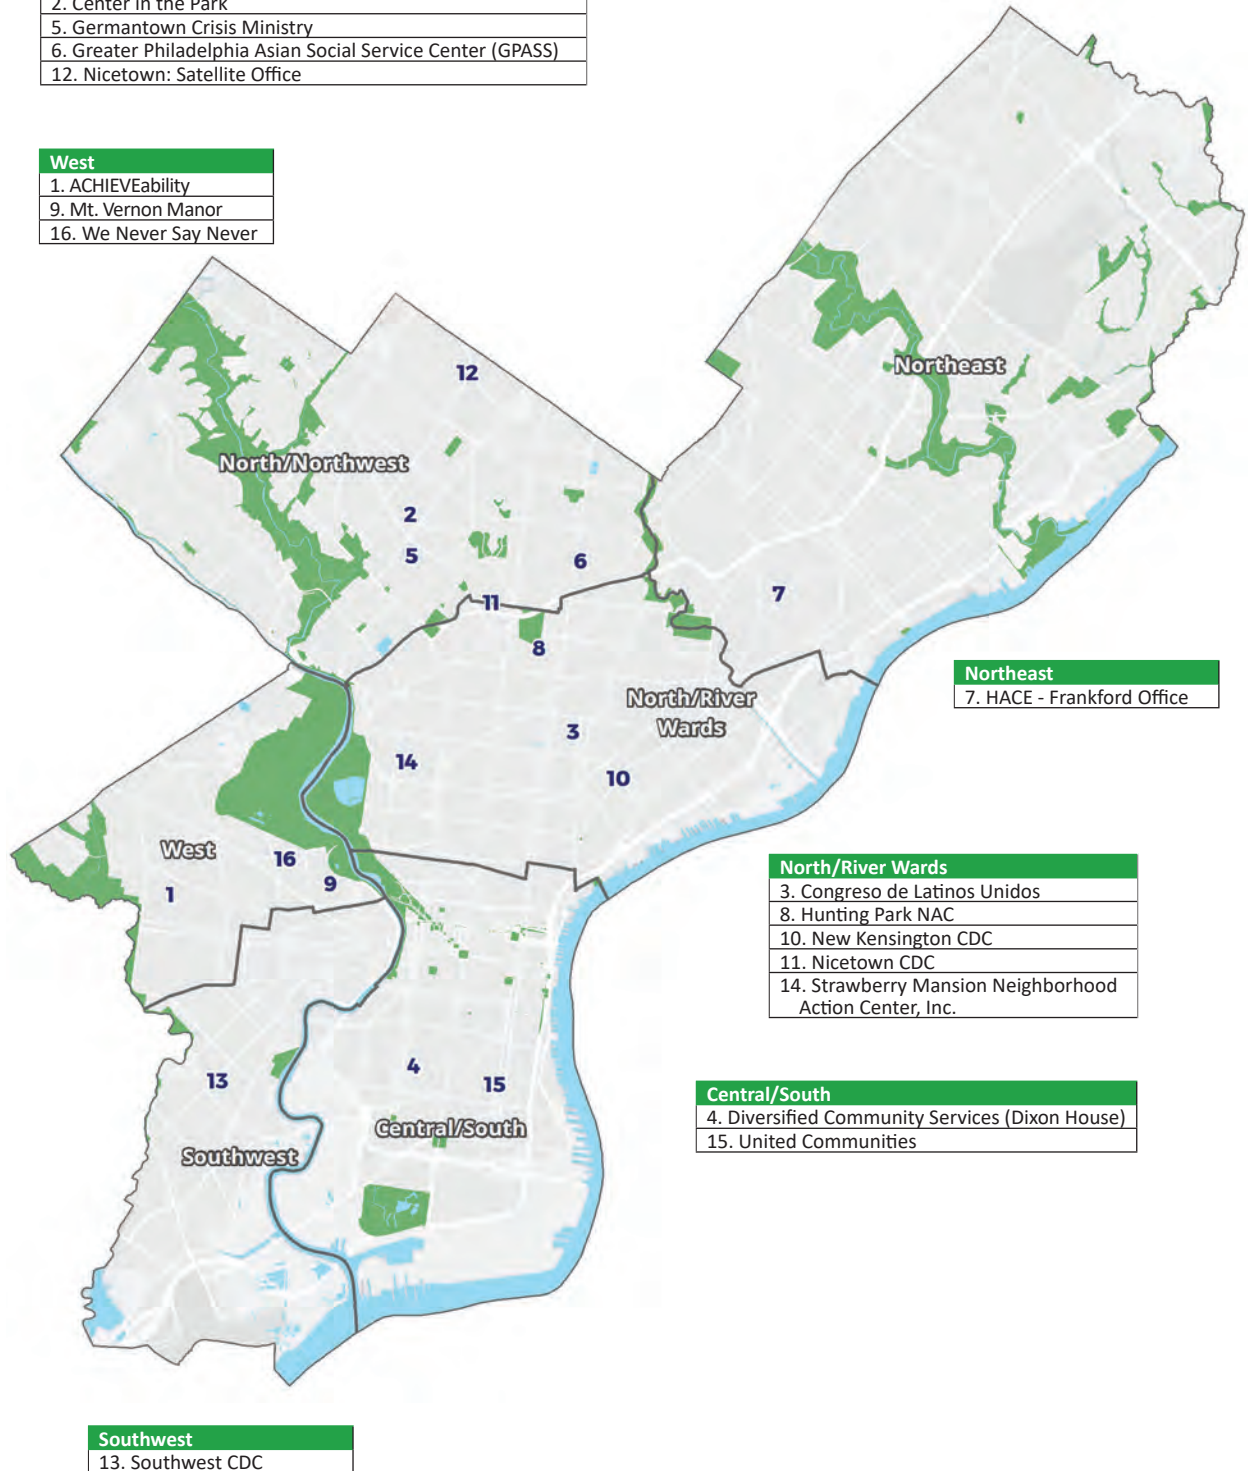 2. Center in the Park
5. Germantown Crisis Ministry
6. Greater Philadelphia Asian Social Service Center (GPASS)
12. Nicetown: Satellite Office
West
1. ACHIEVEability
9. Mt. Vernon Manor
16. We Never Say Never
12
Northeast
North/Northwest
2
5
6
7
11
8
Northeast
7. HACE - Frankford Office
North/River
Wards
3
14
10
West
16
9
1
North/River Wards
3. Congreso de Latinos Unidos
8. Hunting Park NAC
10. New Kensington CDC
11. Nicetown CDC
14. Strawberry Mansion Neighborhood
Action Center, Inc.
13
4
15
Central/South
4. Diversified Community Services (Dixon House)
15. United Communities
Central/South
Southwest
Southwest
13. Southwest CDC